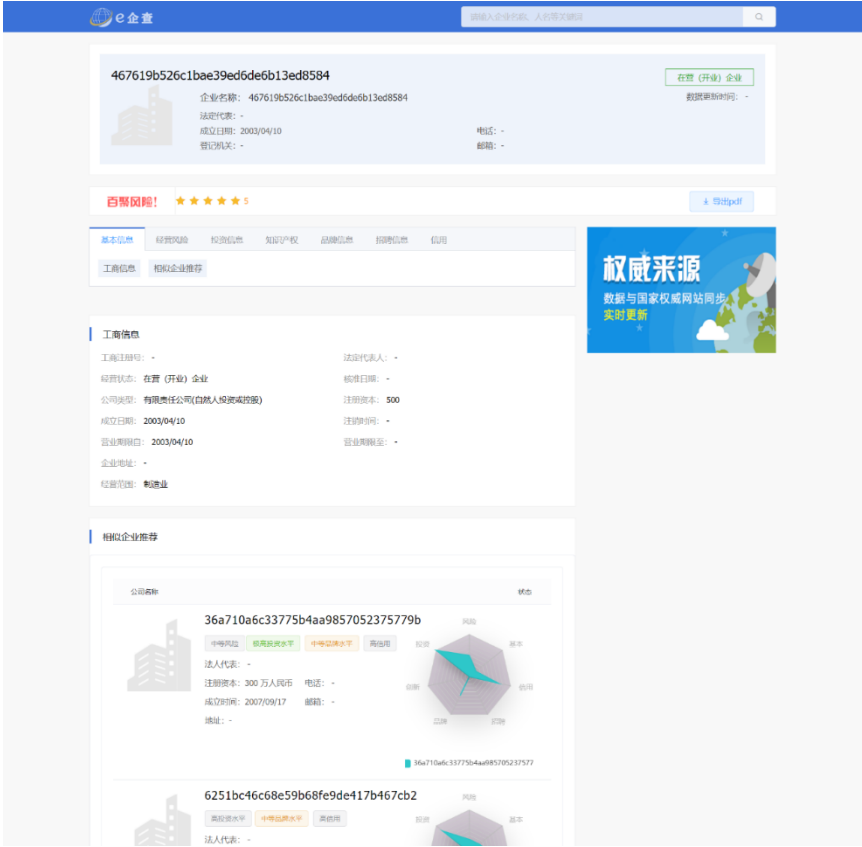 e企查
请输入企业名称、人名等关键词
467619b526c1bae39ed6de6b13ed8584
在营（开业）企业
企业名称： 467619b526c1bae39ed6de6b13ed8584
数据更新时间： -
法定代表： -
成立日期： 2003/04/10
电话： -
登记机关： -
邮箱： -
百聚风险！
5
导出pdf
基本信息 经营风险 投资信息 知识产权 品牌信息 招聘信息 信用
工商信息 相似企业推荐
权威来源
数据与国家权威网站同步
实时更新
工商信息
工商注册号： -
法定代表人： -
经营状态： 在营（开业）企业
核准日期： -
公司类型： 有限责任公司(自然人投资或控股)
注册资本： 500
成立日期： 2003/04/10
注销时间： -
营业期限自： 2003/04/10
营业期限至： -
企业地址： -
经营范围： 制造业
相似企业推荐
公司名称
状态
36a710a6c33775b4aa9857052375779b
中等风险 极高投资水平 中等品牌水平 高信用
法人代表： -
注册资本：300 万人民币 电话： -
成立时间：2007/09/17 邮箱： -
地址： -
风险
投资
基本
信用
品牌
招聘
36a710a6c33775b4aa985705237577
6251bc46c68e59b68fe9de417b467cb2
高投资水平 中等品牌水平 高信用
法人代表： -
风险
投资
基本